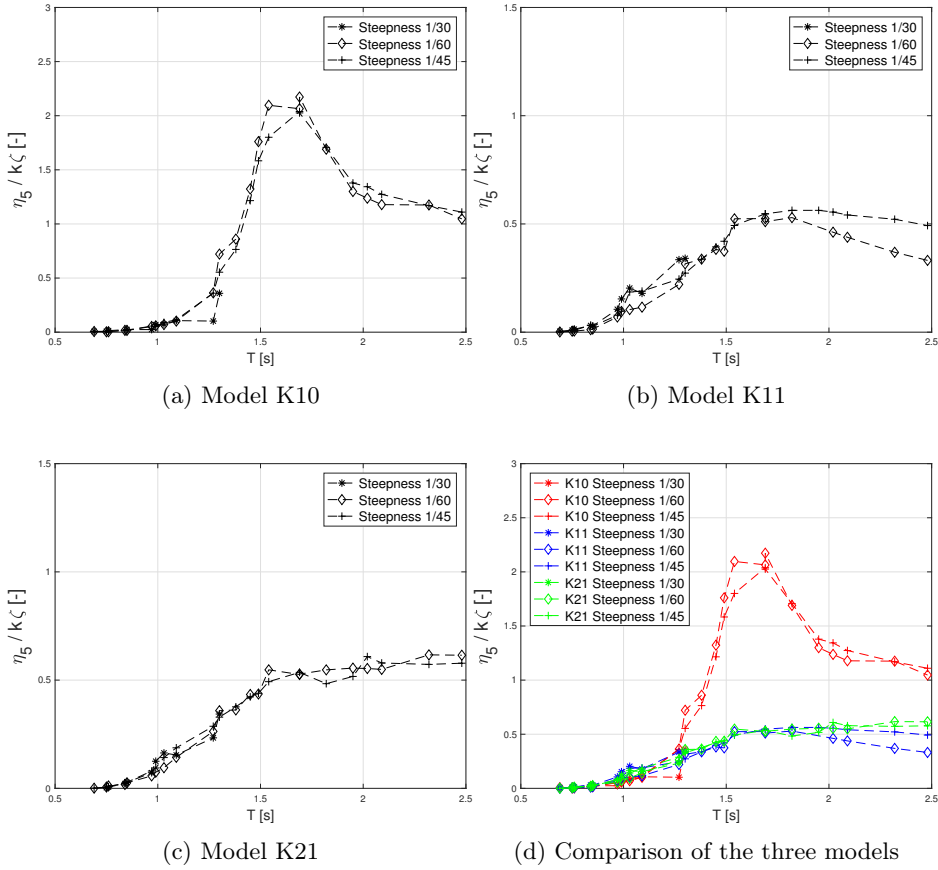 3
2.5
2
1.5
1
0.5
0
η5 / kζ [-]
Steepness 1/30
Steepness 1/60
Steepness 1/45
0.5 1 1.5 2 2.5
T [s]
(a) Model K10
1.5
1
0.5
0
η5 / kζ [-]
Steepness 1/30
Steepness 1/60
Steepness 1/45
0.5 1 1.5 2 2.5
T [s]
(b) Model K11
1.5
1
0.5
0
η5 / kζ [-]
Steepness 1/30
Steepness 1/60
Steepness 1/45
0.5 1 1.5 2 2.5
T [s]
(c) Model K21
3
2.5
2
1.5
1
0.5
0
η5 / kζ [-]
K10 Steepness 1/30
K10 Steepness 1/60
K10 Steepness 1/45
K11 Steepness 1/30
K11 Steepness 1/60
K11 Steepness 1/45
K21 Steepness 1/30
K21 Steepness 1/60
K21 Steepness 1/45
0.5 1 1.5 2 2.5
T [s]
(d) Comparison of the three models